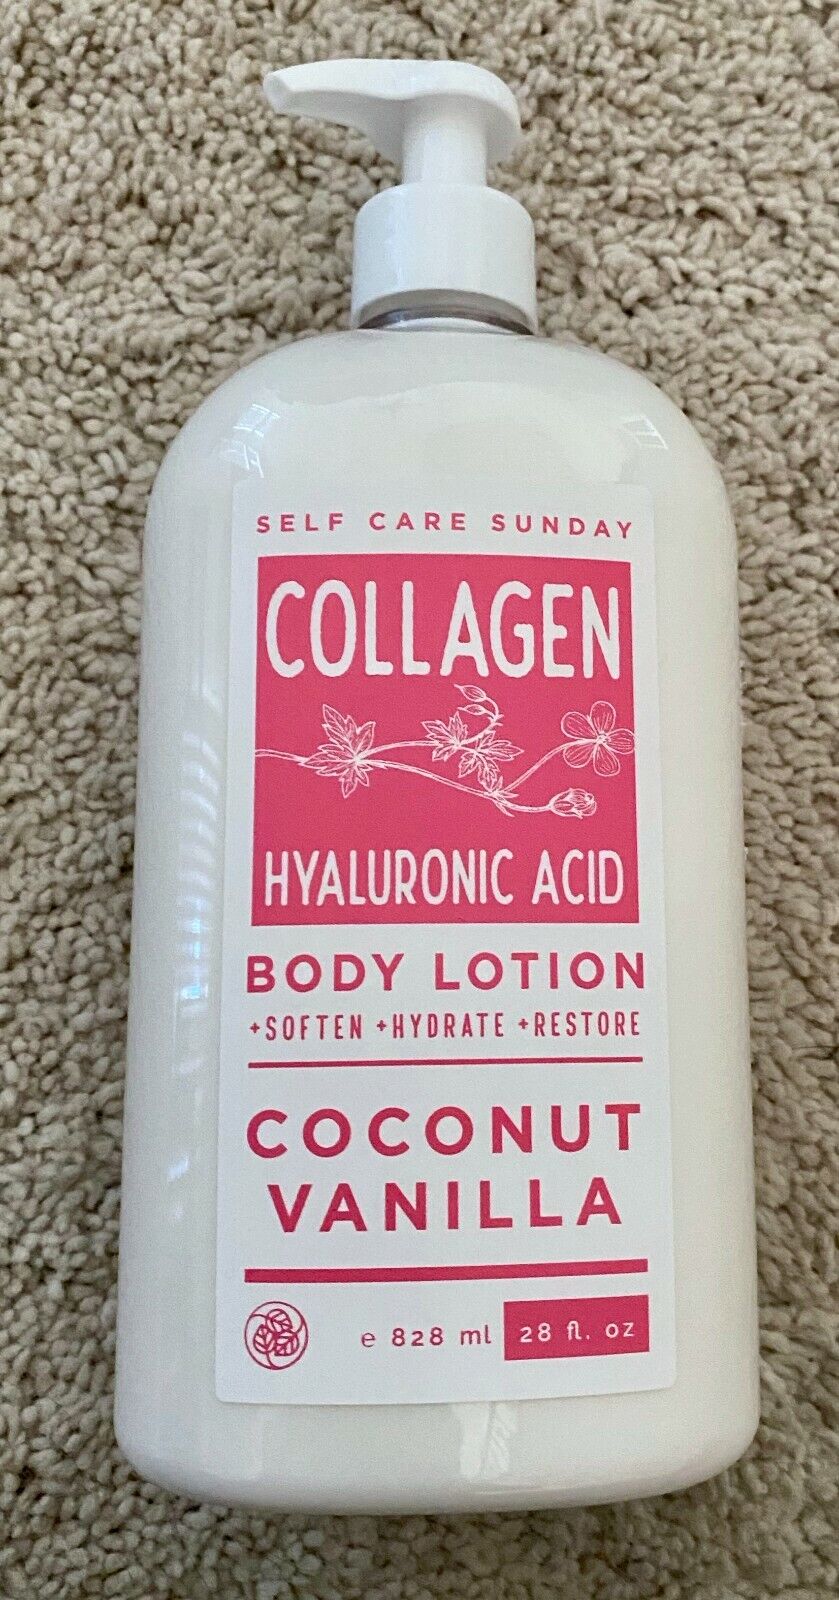 SELF CARE SUNDAY
COLLAGEN
HYALURONIC ACID
BODY LOTION
+SOFTEN +HYDRATE +RESTORE
COCONUT
VANILLA
e 828 ml 28 fl. oz